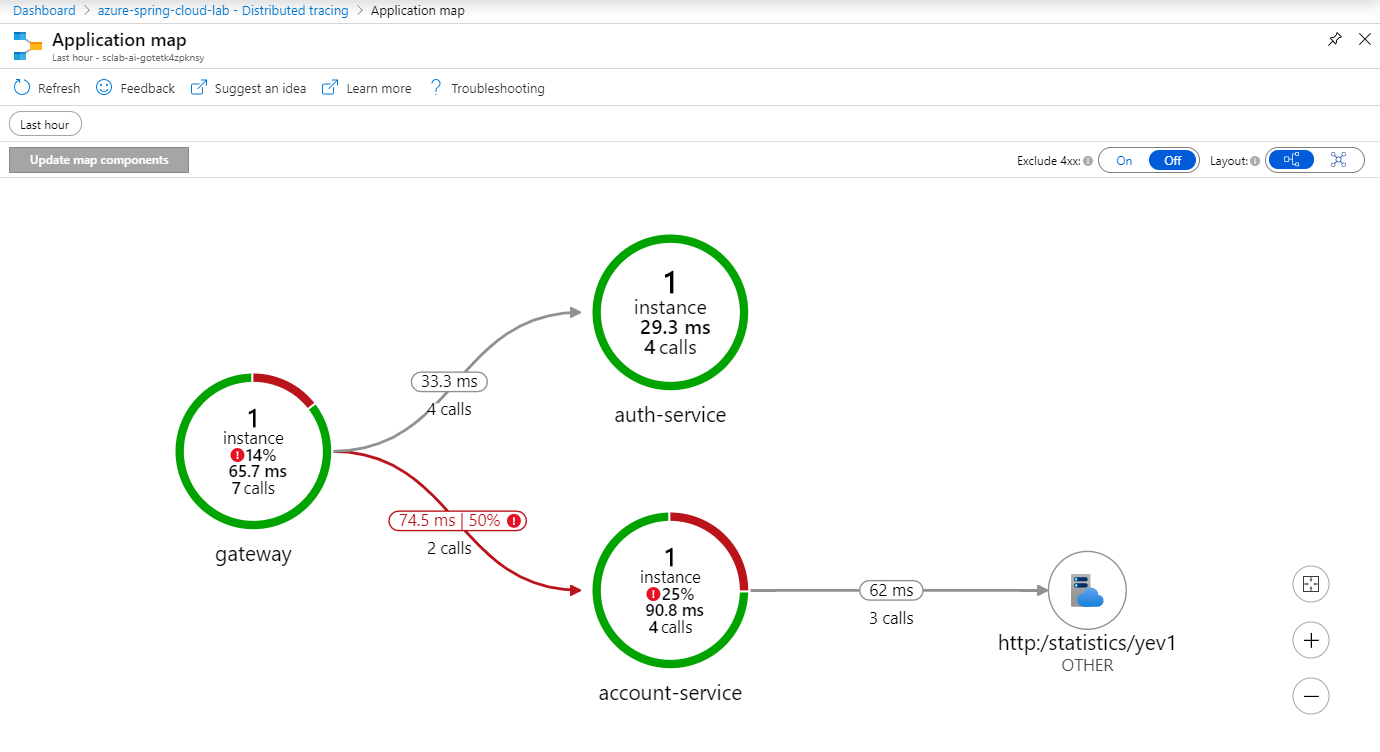 Dashboard > azure-spring-cloud-lab - Distributed tracing > Application map
Application map
Last hour - sclab-ai-gotetk4zpknsy
Refresh Feedback Suggest an idea Learn more ? Troubleshooting
Last hour
Update map components Exclude 4xx: On Off Layout:
1
instance
29.3 ms
4 calls
auth-service
33.3 ms
4 calls
1
instance
14%
65.7 ms
7 calls
gateway
74.5 ms | 50%
2 calls
1
instance
25%
90.8 ms
4 calls
account-service
62 ms
3 calls
http:/statistics/yev1
OTHER